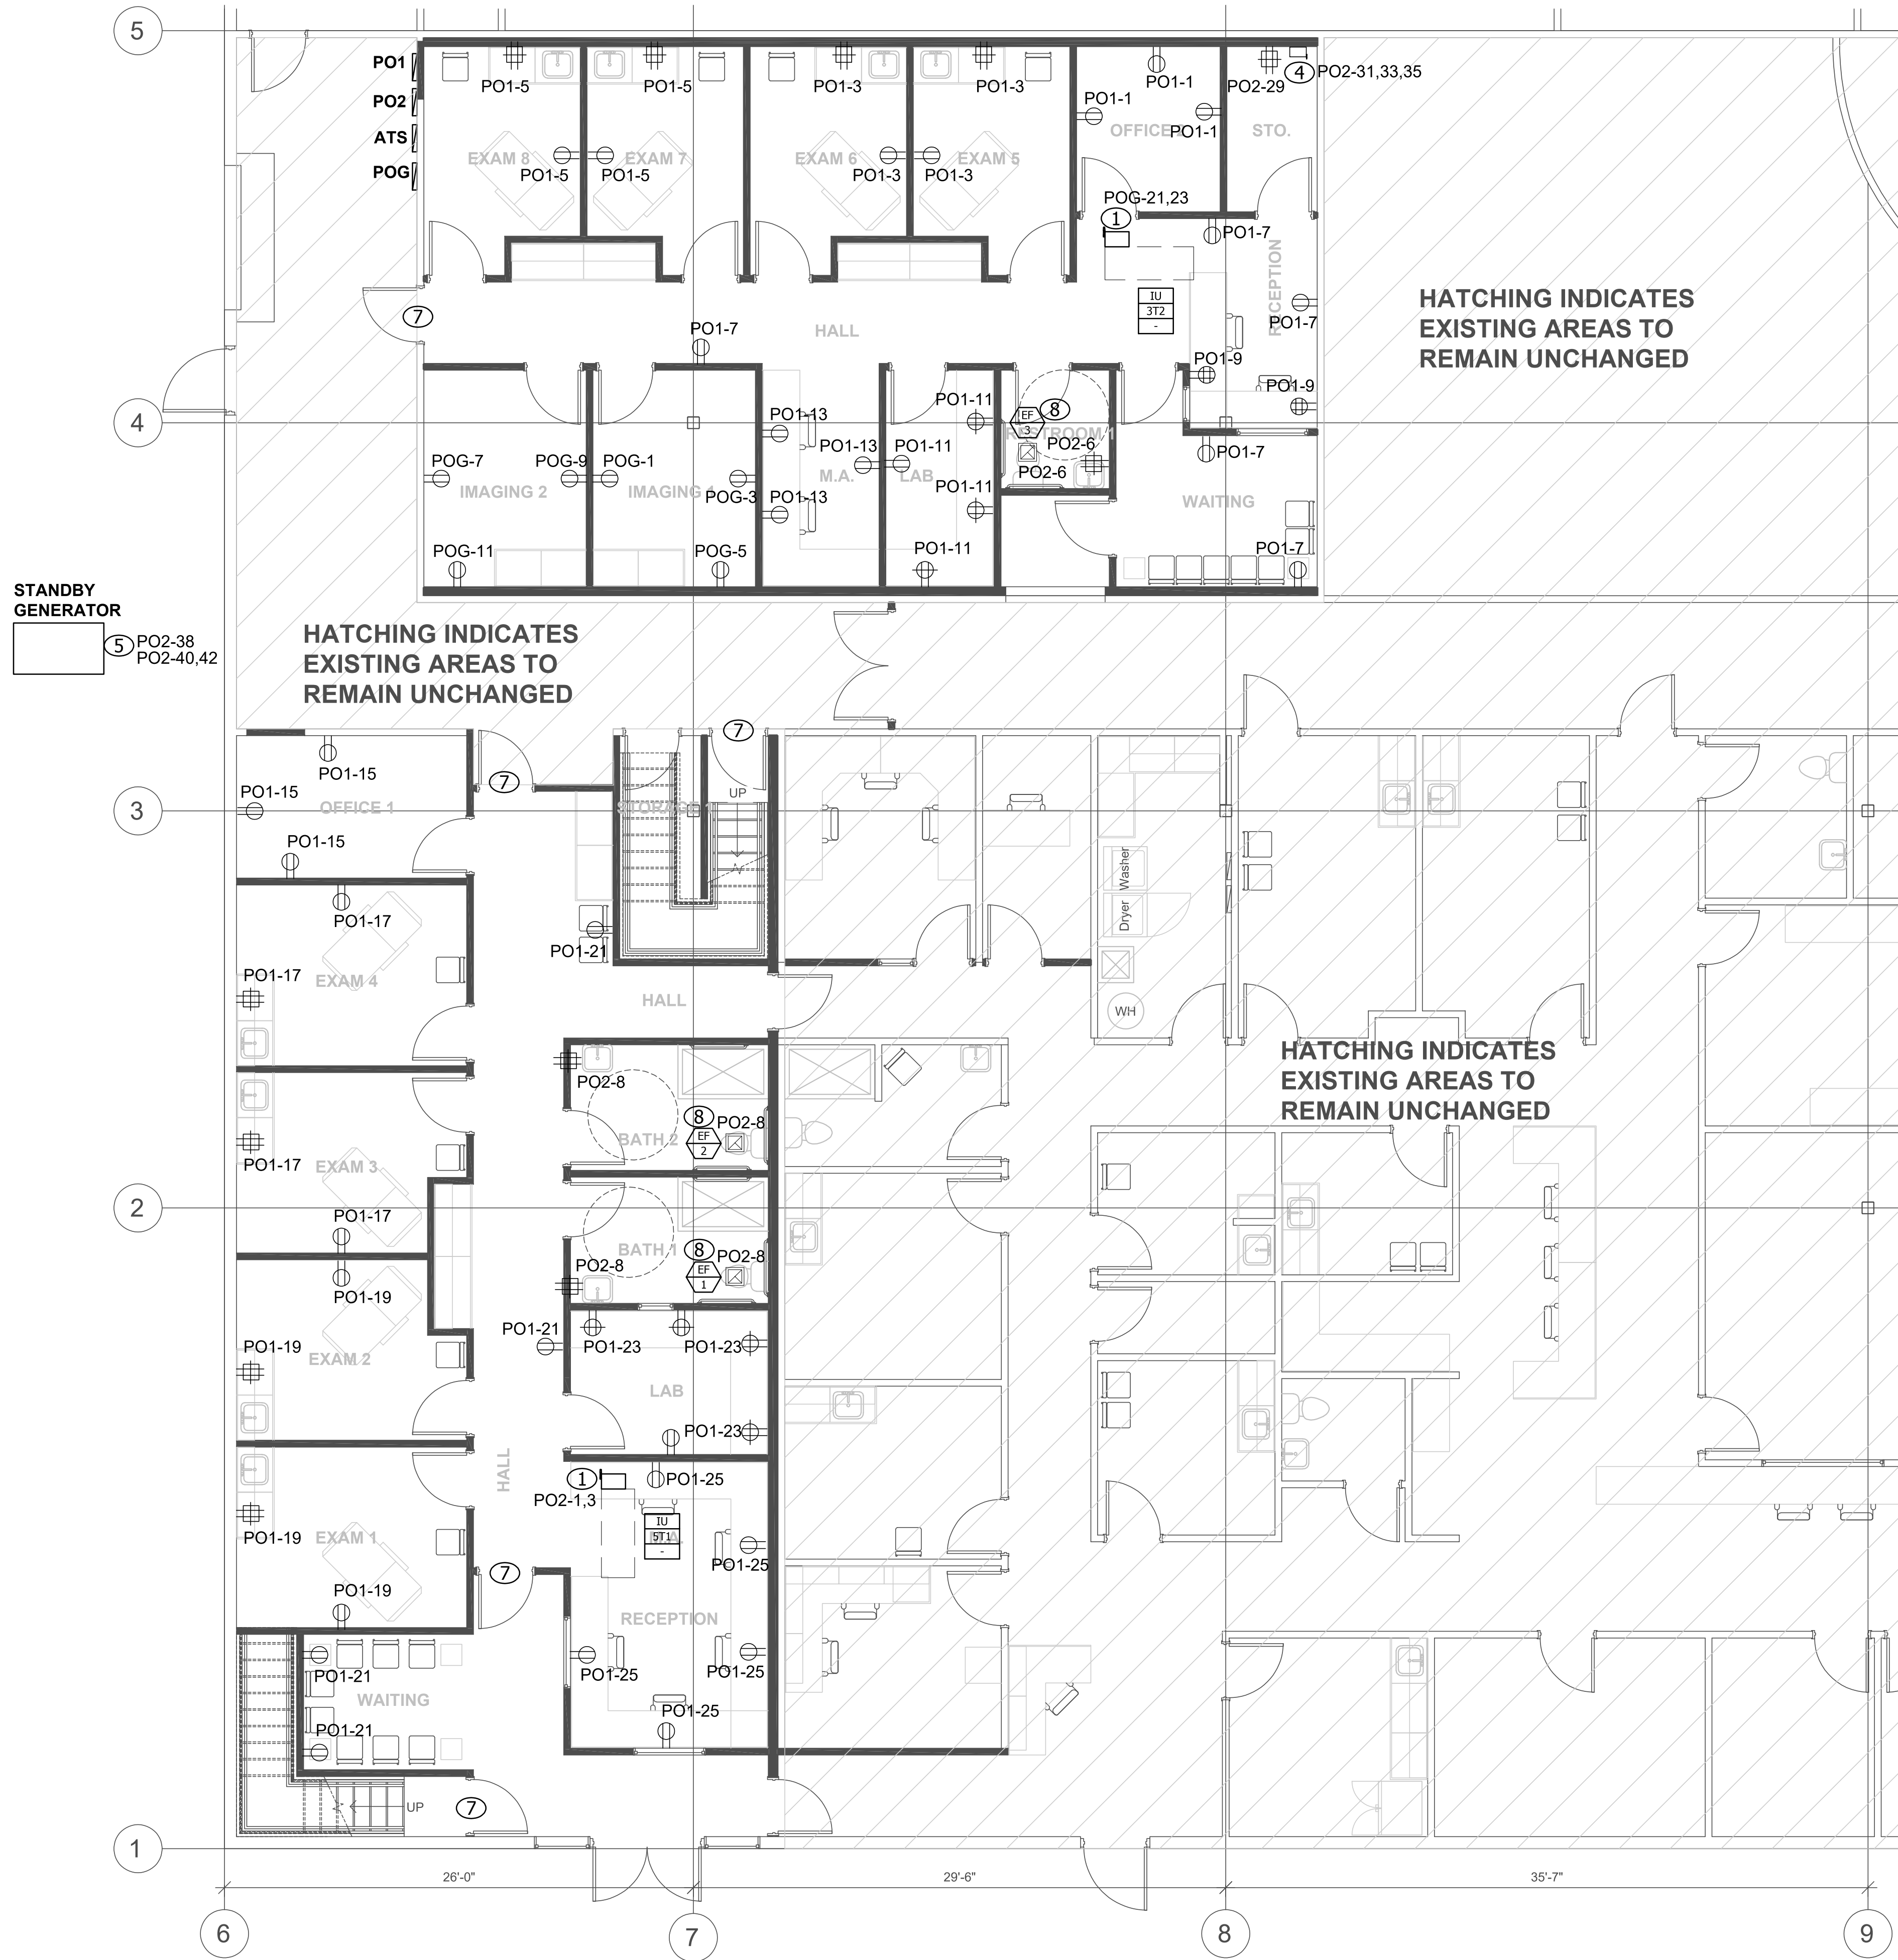 5
PO1
PO2
ATS
POG
PO1-5
PO1-5
PO1-3
PO1-3
PO1-1
PO1-1
PO1-1
PO2-29
4 PO2-31,33,35
EXAM 8
EXAM 7
EXAM 6
EXAM 5
OFFICE 2
STO.
PO1-5
PO1-5
PO1-3
PO1-3
POG-21,23
1
PO1-7
RECEPTION
7
PO1-7
HALL
IU
3T2
-
PO1-7
HATCHING INDICATES
EXISTING AREAS TO
REMAIN UNCHANGED
PO1-9
PO1-9
4
PO1-13
PO1-11
EF
3
8
RESTROOM 1
PO2-6
PO2-6
PO1-7
POG-7
POG-9
POG-1
POG-3
PO1-13
PO1-11
IMAGING 2
IMAGING 1
M.A.
LAB
PO1-13
PO1-11
WAITING
POG-11
POG-5
PO1-11
PO1-7
STANDBY
GENERATOR
5 PO2-38
PO2-40,42
HATCHING INDICATES
EXISTING AREAS TO
REMAIN UNCHANGED
7
7
PO1-15
PO1-15
OFFICE 1
PO1-15
3
STORAGE
UP
Washer
Dryer
WH
PO1-17
PO1-21
PO1-17
EXAM 4
HALL
HATCHING INDICATES
EXISTING AREAS TO
REMAIN UNCHANGED
PO2-8
8
PO2-8
BATH 2
EF
2
PO1-17
EXAM 3
2
PO1-17
BATH 1
8
PO2-8
EF
1
PO2-8
PO1-19
PO1-21
PO1-23
PO1-23
PO1-19
EXAM 2
LAB
PO1-23
HALL
1
PO2-1,3
PO1-25
IU
5T1
-
PO1-19
EXAM 1
PO1-25
7
PO1-19
RECEPTION
PO1-25
PO1-25
PO1-21
WAITING
PO1-25
PO1-21
UP
7
1
26'-0"
29'-6"
35'-7"
6
7
8
9